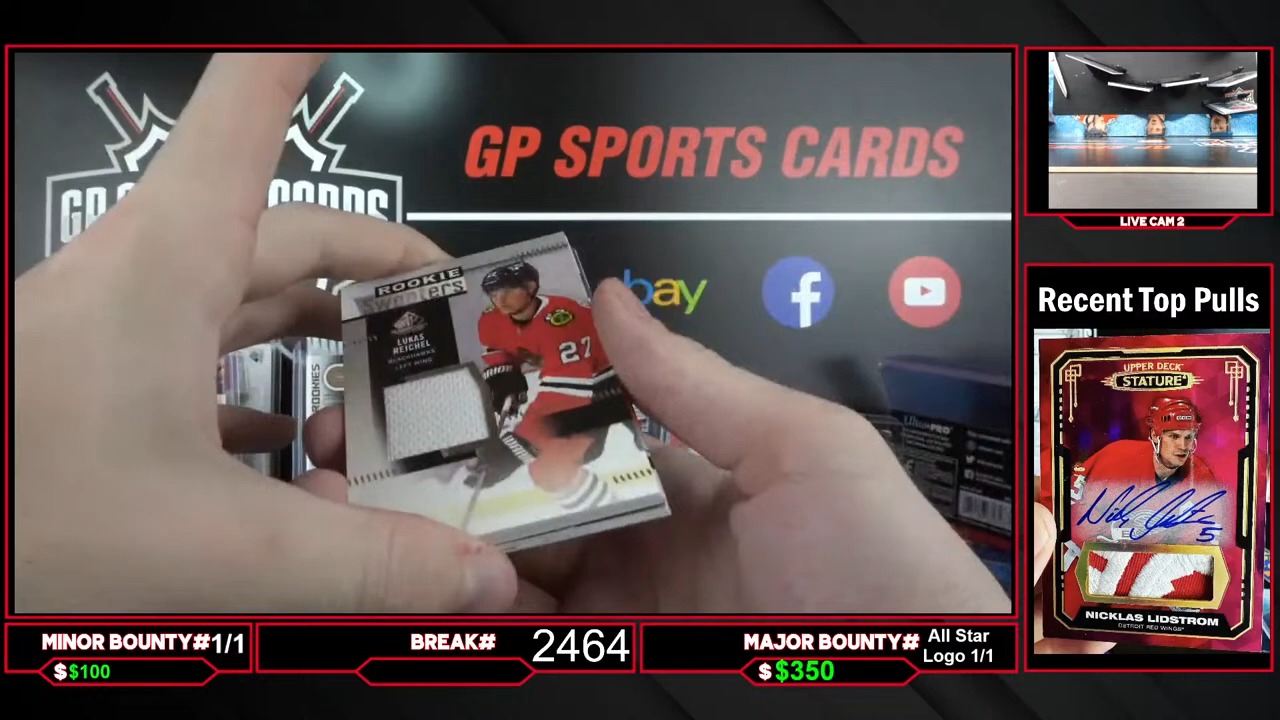 GP SPORTS CARDS
ebay
ROOKIE
Sweaters
LUKAS
REICHEL
BLACKHAWKS
LEFT WING
27
ROOKIES
LIVE CAM 2
Recent Top Pulls
UPPER DECK
STATURE
5
NICKLAS LIDSTROM
DETROIT RED WINGS
MINOR BOUNTY# 1/1
$ $100
BREAK# 2464
MAJOR BOUNTY# All Star
Logo 1/1
$ $350